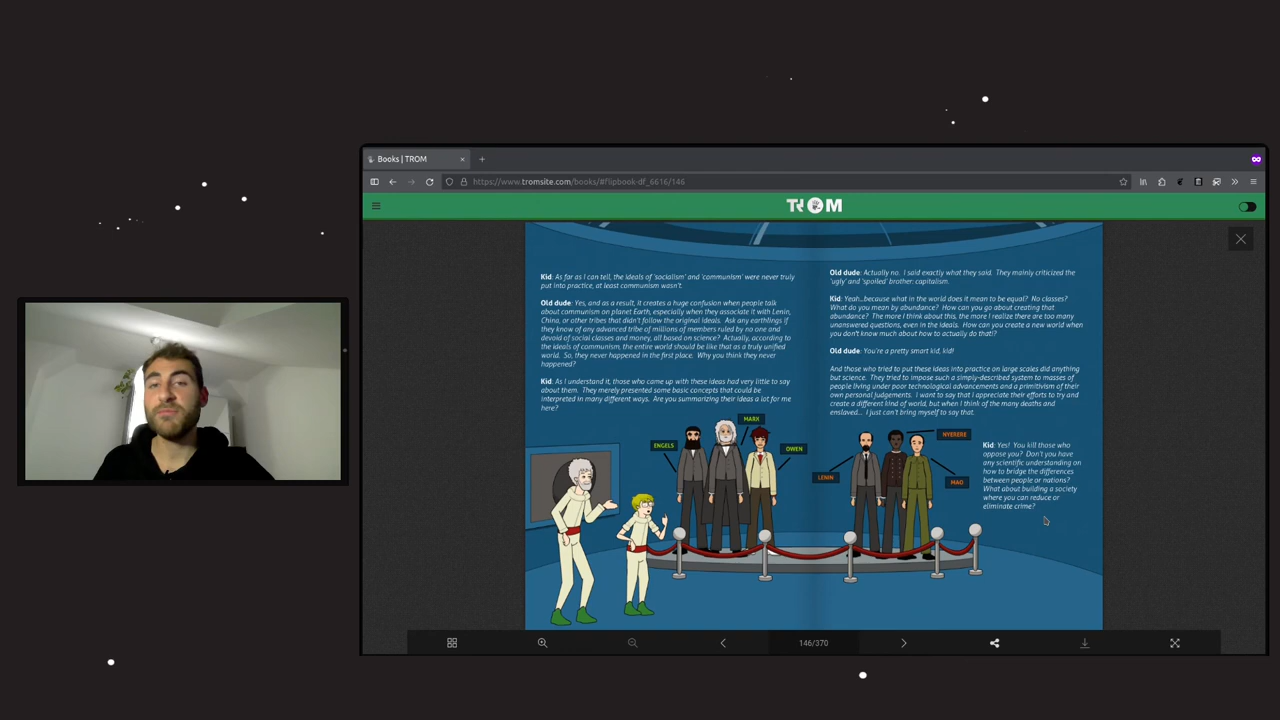 Books | TROM
https://www.tromsite.com/books/#flipbook-df_6616/146
TROM
Kid: As far as I can tell, the ideals of 'socialism' and 'communism' were never truly
put into practice, at least communism wasn't.
Old dude: Yes, and as a result, it creates a huge confusion when people talk
about communism on planet Earth, especially when they associate it with Lenin,
China, or other tribes that didn't follow the original ideals. Ask any earthlings if
they know of any advanced tribe of millions of members ruled by no one and
devoid of social classes and money, all based on science? Actually, according to
the ideals of communism, the entire world should be like that as a truly unified
world. So, they never happened in the first place. Why you think they never
happened?
Kid: As I understand it, those who came up with these ideas had very little to say
about them. They merely presented some basic concepts that could be
interpreted in many different ways. Are you summarizing their ideas a lot for me
here?
ENGELS
MARX
OWEN
Old dude: Actually no. I said exactly what they said. They mainly criticized the
'ugly' and 'spoiled' brother: capitalism.
Kid: Yeah...because what in the world does it mean to be equal? No classes?
What do you mean by abundance? How can you go about creating that
abundance? The more I think about this, the more I realize there are too many
unanswered questions, even in the ideals. How can you create a new world when
you don't know much about how to actually do that!?
Old dude: You're a pretty smart kid, kid!
And those who tried to put these ideas into practice on large scales did anything
but science. They tried to impose such a simply-described system to masses of
people living under poor technological advancements and a primitivism of their
own personal judgements. I want to say that I appreciate their efforts to try and
create a different kind of world, but when I think of the many deaths and
enslaved... I just can't bring myself to say that.
LENIN
NYERERE
MAO
Kid: Yes! You kill those who
oppose you? Don't you have
any scientific understanding on
how to bridge the differences
between people or nations?
What about building a society
where you can reduce or
eliminate crime?
146/370